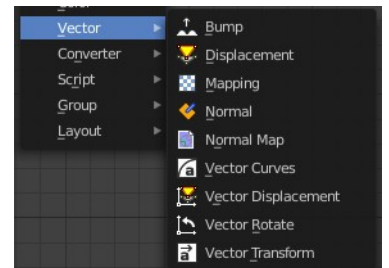 Vector
Converter
Script
Group
Layout
Bump
Displacement
Mapping
Normal
Normal Map
Vector Curves
Vector Displacement
Vector Rotate
Vector Transform